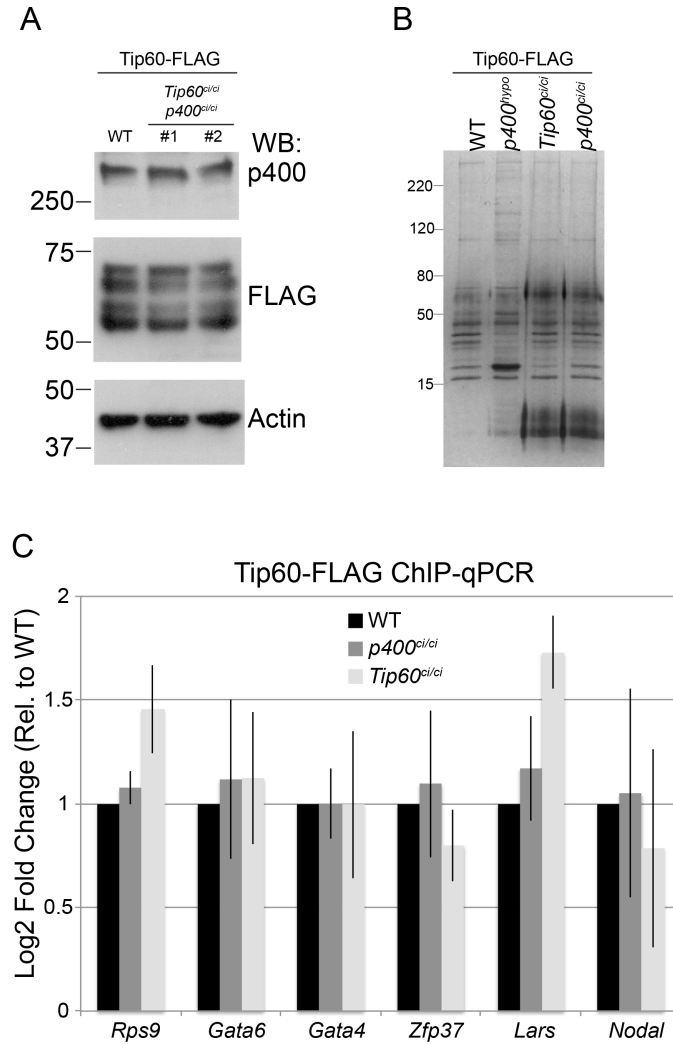 A
Tip60-FLAG
Tip60ci/ci
p400ci/ci
WT #1 #2
WB:
p400
250
75
FLAG
50
50
Actin
37
B
Tip60-FLAG
WT
p400hypo
Tip60ci/ci
p400ci/ci
220
120
80
50
15
C
Tip60-FLAG ChIP-qPCR
Log2 Fold Change (Rel. to WT)
2
1.5
1
0.5
0
WT
p400ci/ci
Tip60ci/ci
Rps9 Gata6 Gata4 Zfp37 Lars Nodal